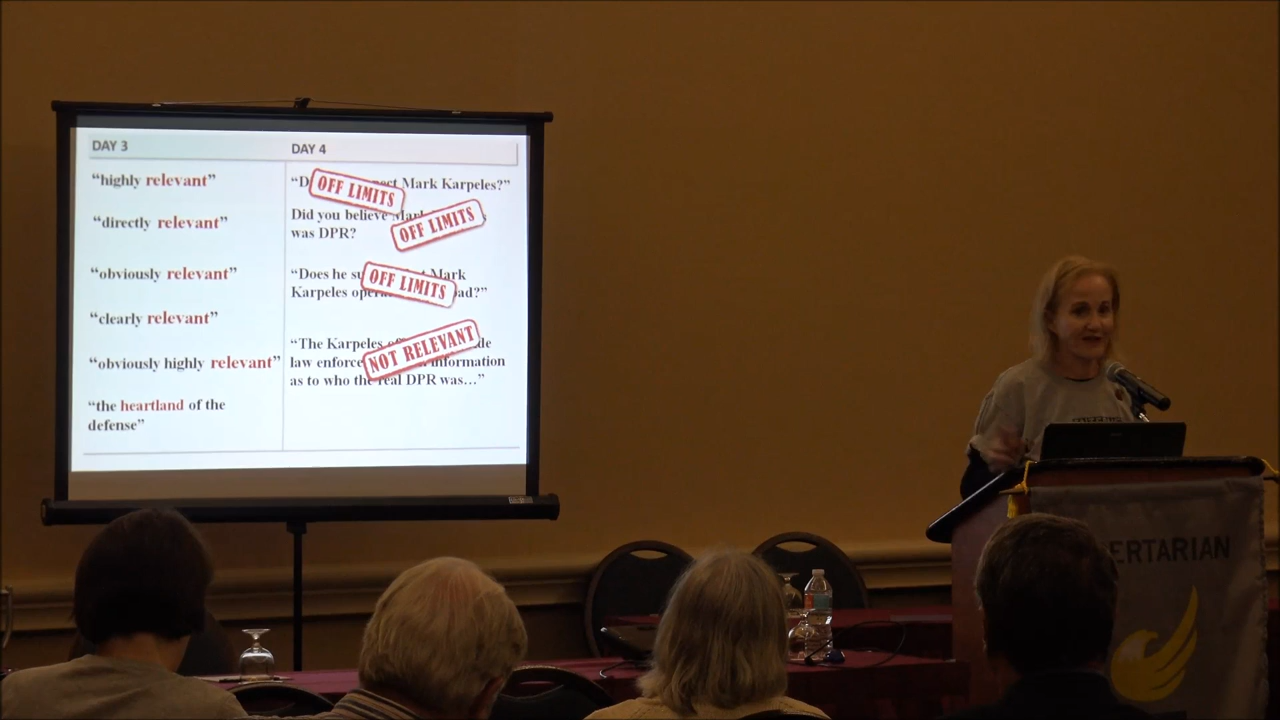 DAY 3
DAY 4
“highly relevant”
“directly relevant”
“obviously relevant”
“clearly relevant”
“obviously highly relevant”
“the heartland of the
defense”
Mark Karpeles?”
OFF LIMITS
Did you believe
was DPR?
OFF LIMITS
“Does he Mark
Karpeles
OFF LIMITS
“The Karpeles
law information
as to who the real DPR was…”
NOT RELEVANT
ERTARIAN